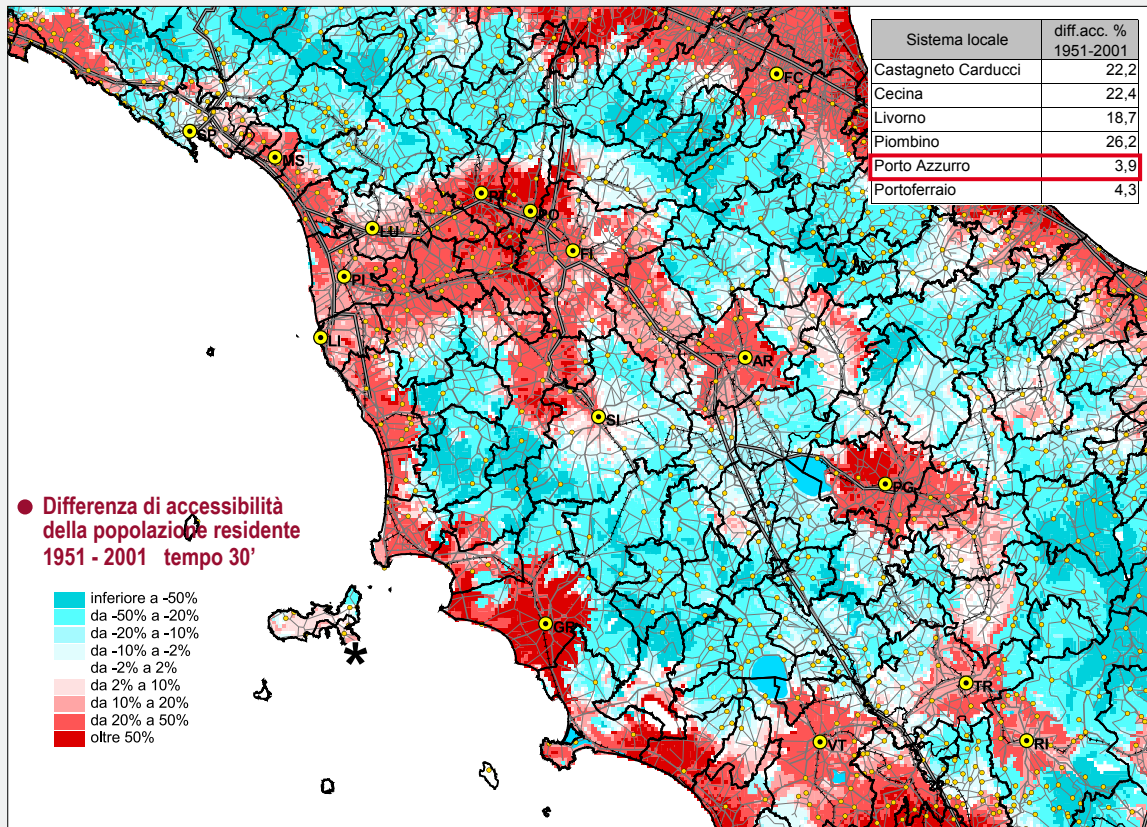 Sistema locale diff.acc. % 1951-2001
Castagneto Carducci 22,2
Cecina 22,4
Livorno 18,7
Piombino 26,2
Porto Azzurro 3,9
Portoferraio 4,3
FC
SP
MS
PT
PO
LU
FI
PI
LI
AR
SI
PG
Differenza di accessibilità
della popolazione residente
1951 - 2001 tempo 30’
inferiore a -50%
da -50% a -20%
da -20% a -10%
da -10% a -2%
da -2% a 2%
da 2% a 10%
da 10% a 20%
da 20% a 50%
oltre 50%
*
GR
TR
VT
RI